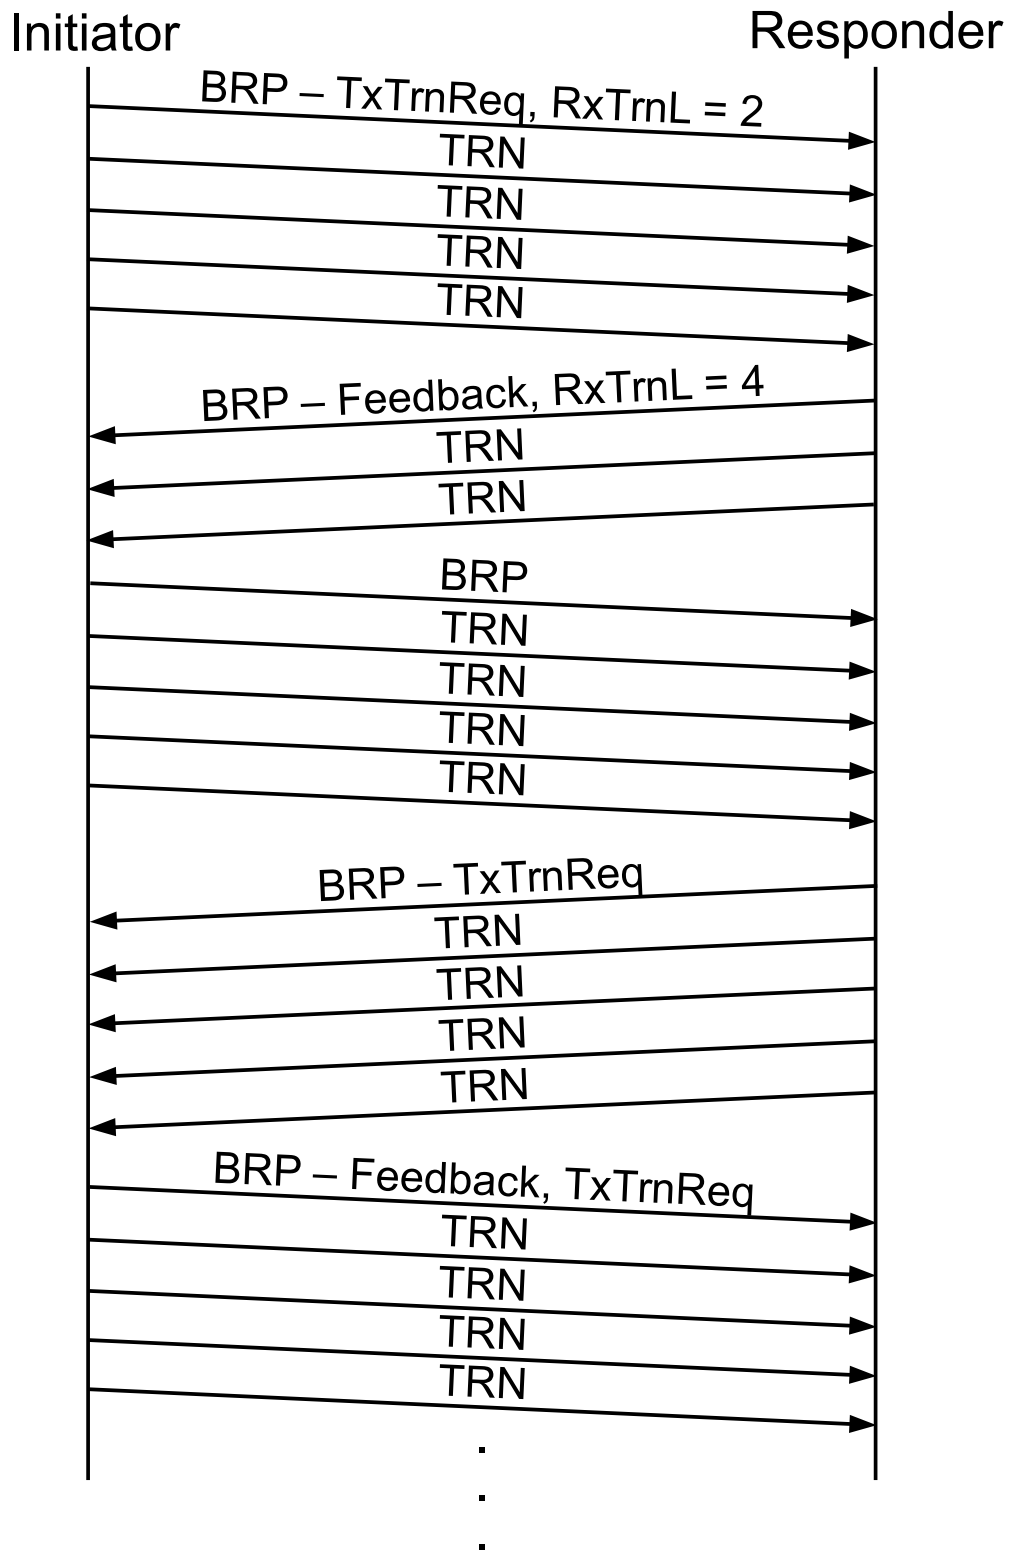 Initiator
Responder
BRP – TxTrnReq, RxTrnL = 2
TRN
TRN
TRN
TRN
BRP – Feedback, RxTrnL = 4
TRN
TRN
BRP
TRN
TRN
TRN
TRN
BRP – TxTrnReq
TRN
TRN
TRN
TRN
BRP – Feedback, TxTrnReq
TRN
TRN
TRN
TRN
.
.
.